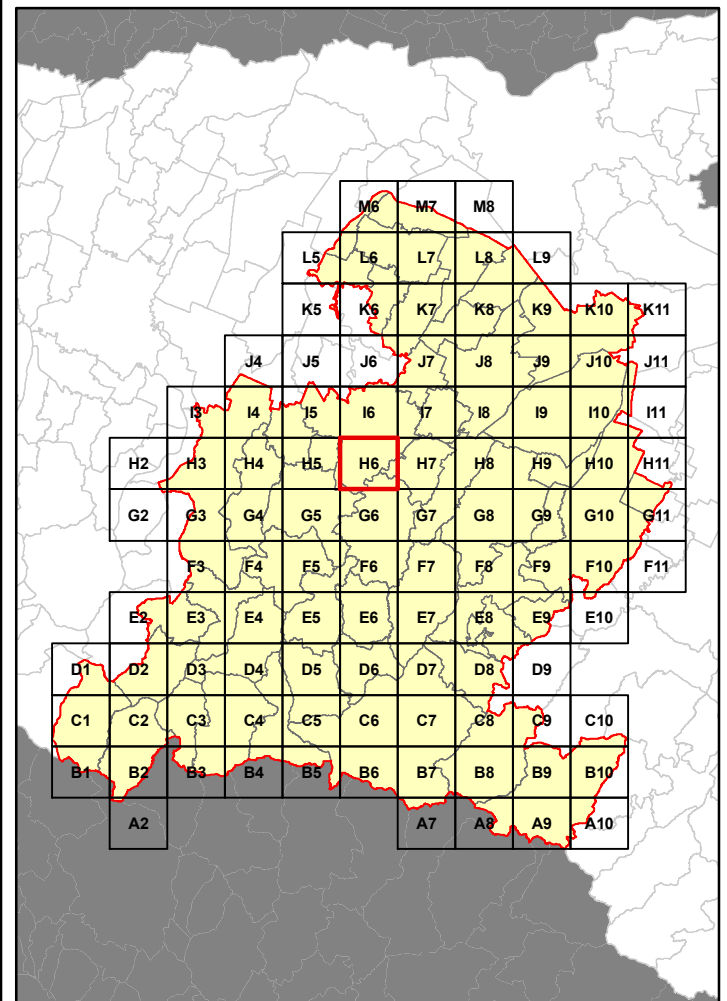 M6 M7 M8
L5 L6 L7 L8 L9
K5 K6 K7 K8 K9 K10 K11
J4 J5 J6 J7 J8 J9 J10 J11
I3 I4 I5 I6 I7 I8 I9 I10 I11
H2 H3 H4 H5 H6 H7 H8 H9 H10 H11
G2 G3 G4 G5 G6 G7 G8 G9 G10 G11
F3 F4 E5 F6 F7 F8 F9 F10 F11
E2 E3 E4 E5 E6 E7 E8 E9 E10
D1 D2 D3 D4 D5 D6 D7 D8 D9
C1 C2 C3 C4 C5 C6 C7 C8 C9 C10
B1 B2 B3 B4 B5 B6 B7 B8 B9 B10
A2 A7 A8 A9 A10